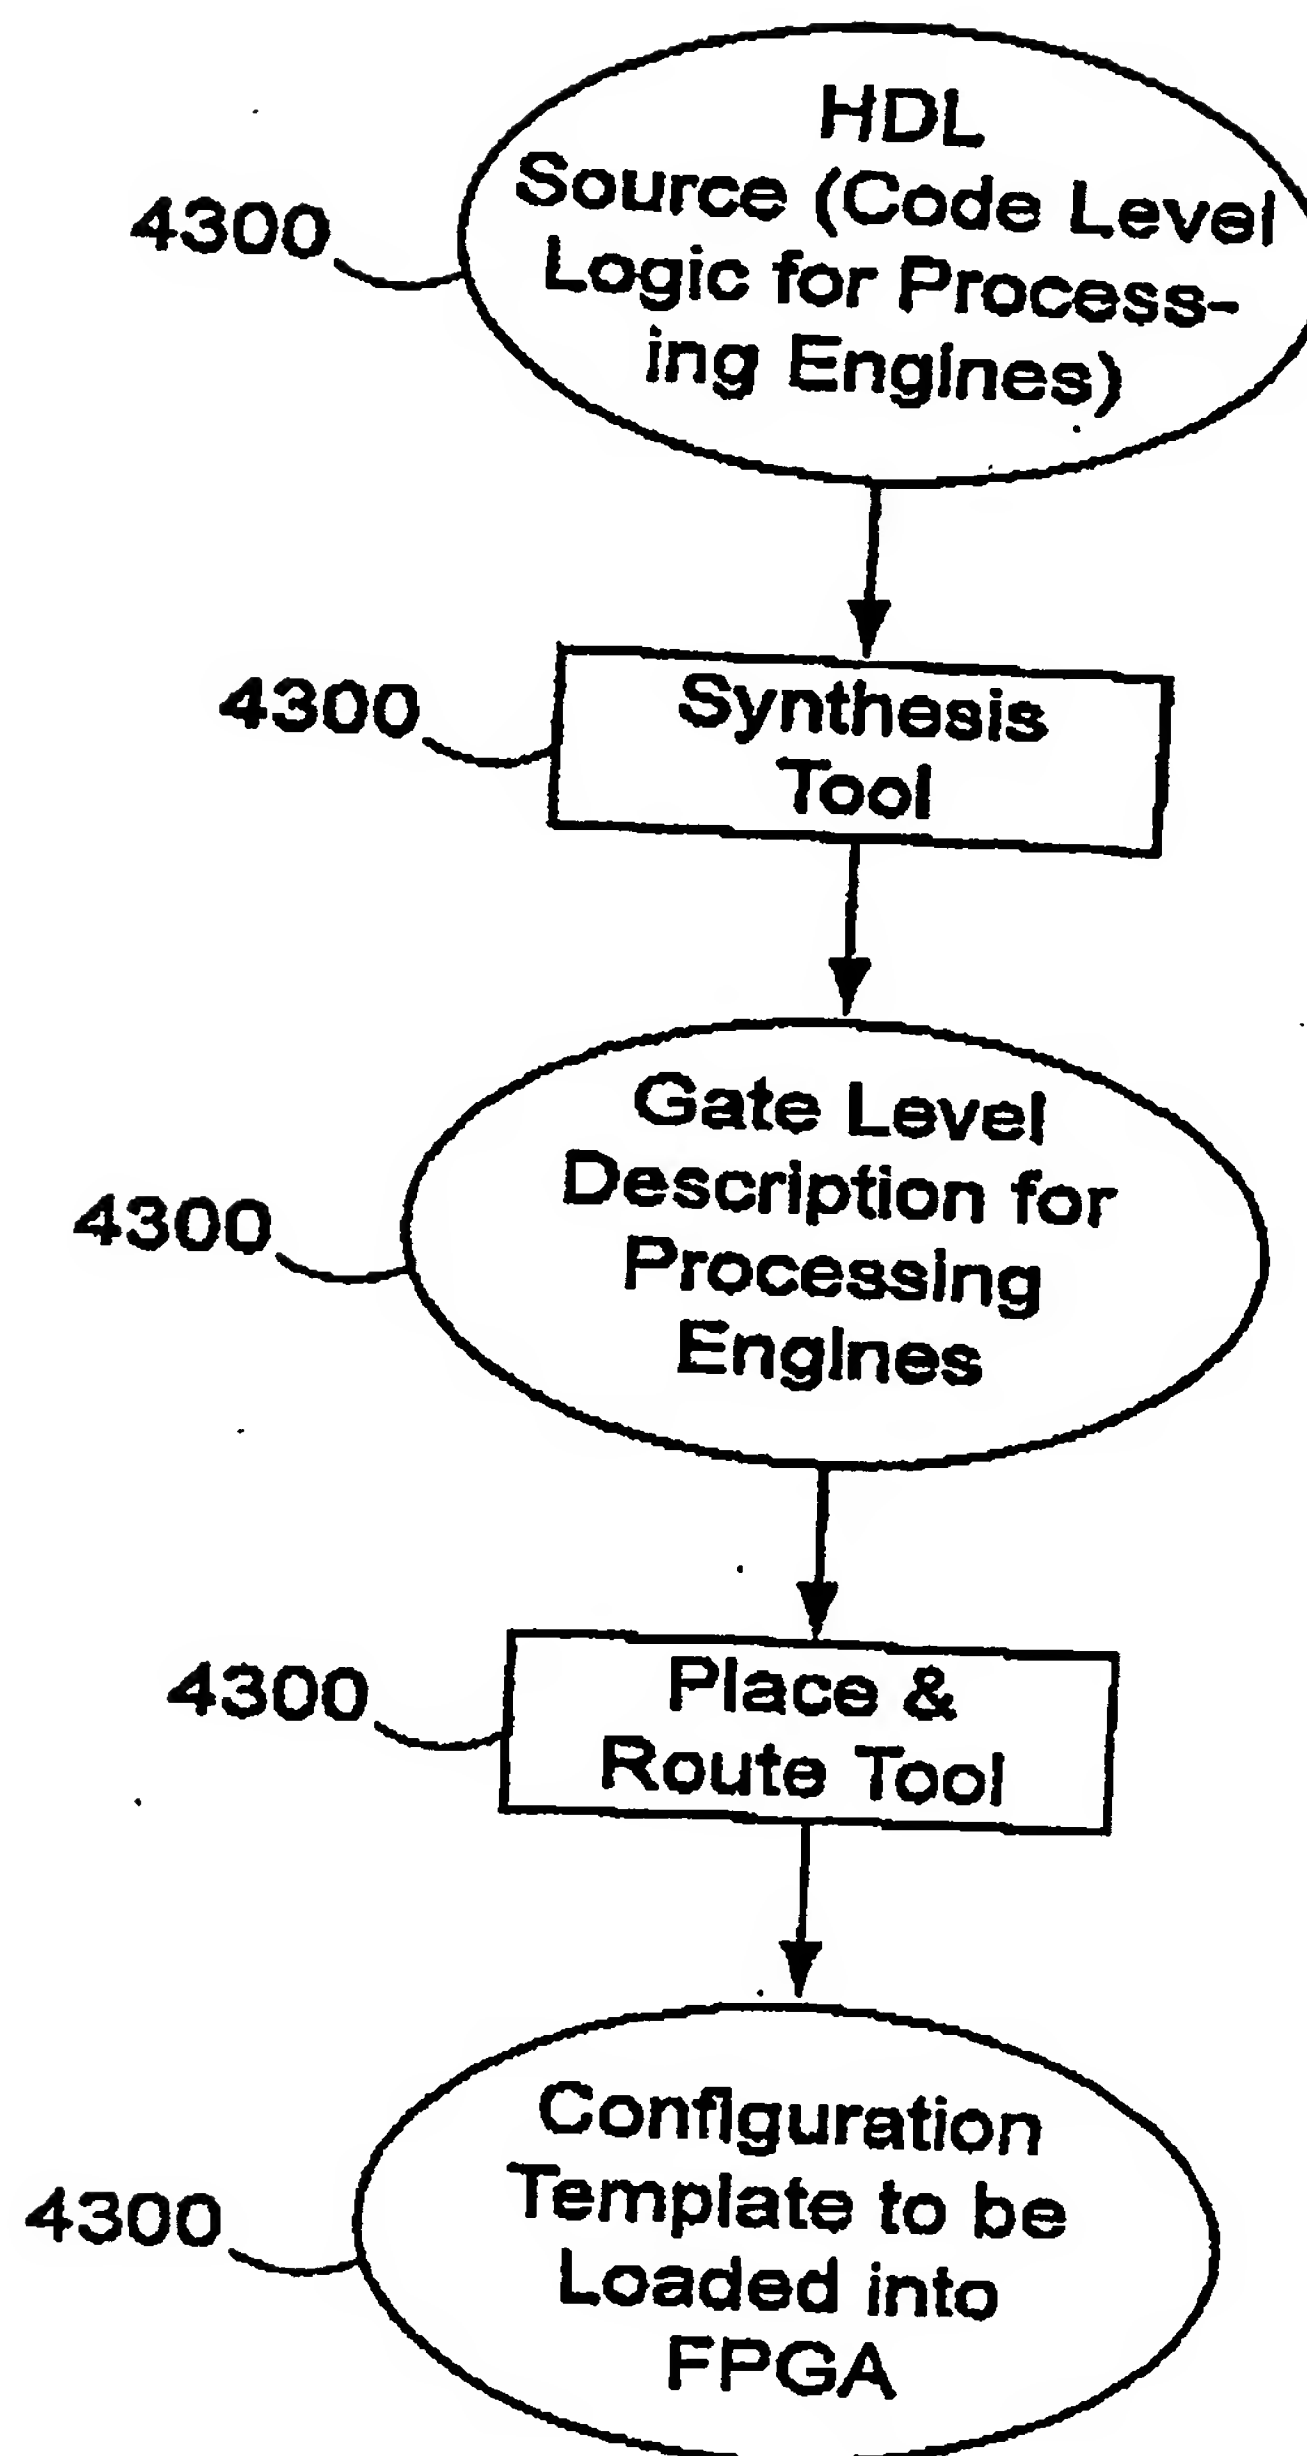 HDL
Source (Code Level
4300
Logic for Process-
ing Engines)
4300
Synthesis
Tool
Gate Level
Description for
4300
Processing
Engines
4300
Place &
Route Tool
Configuration
Template to be
4300
Loaded into
FPGA